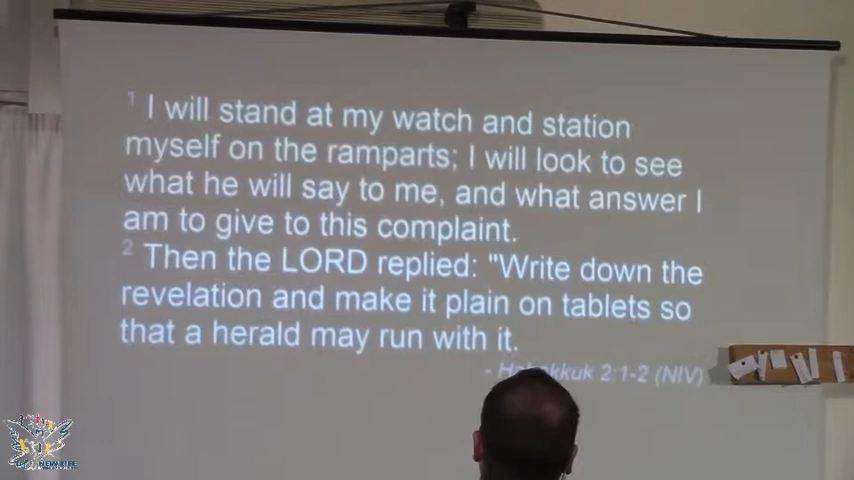 1 I will stand at my watch and station
myself on the ramparts; I will look to see
what he will say to me, and what answer I
am to give to this complaint.
2 Then the LORD replied: "Write down the
revelation and make it plain on tablets so
that a herald may run with it.
- Habakkuk 2:1-2 (NIV)